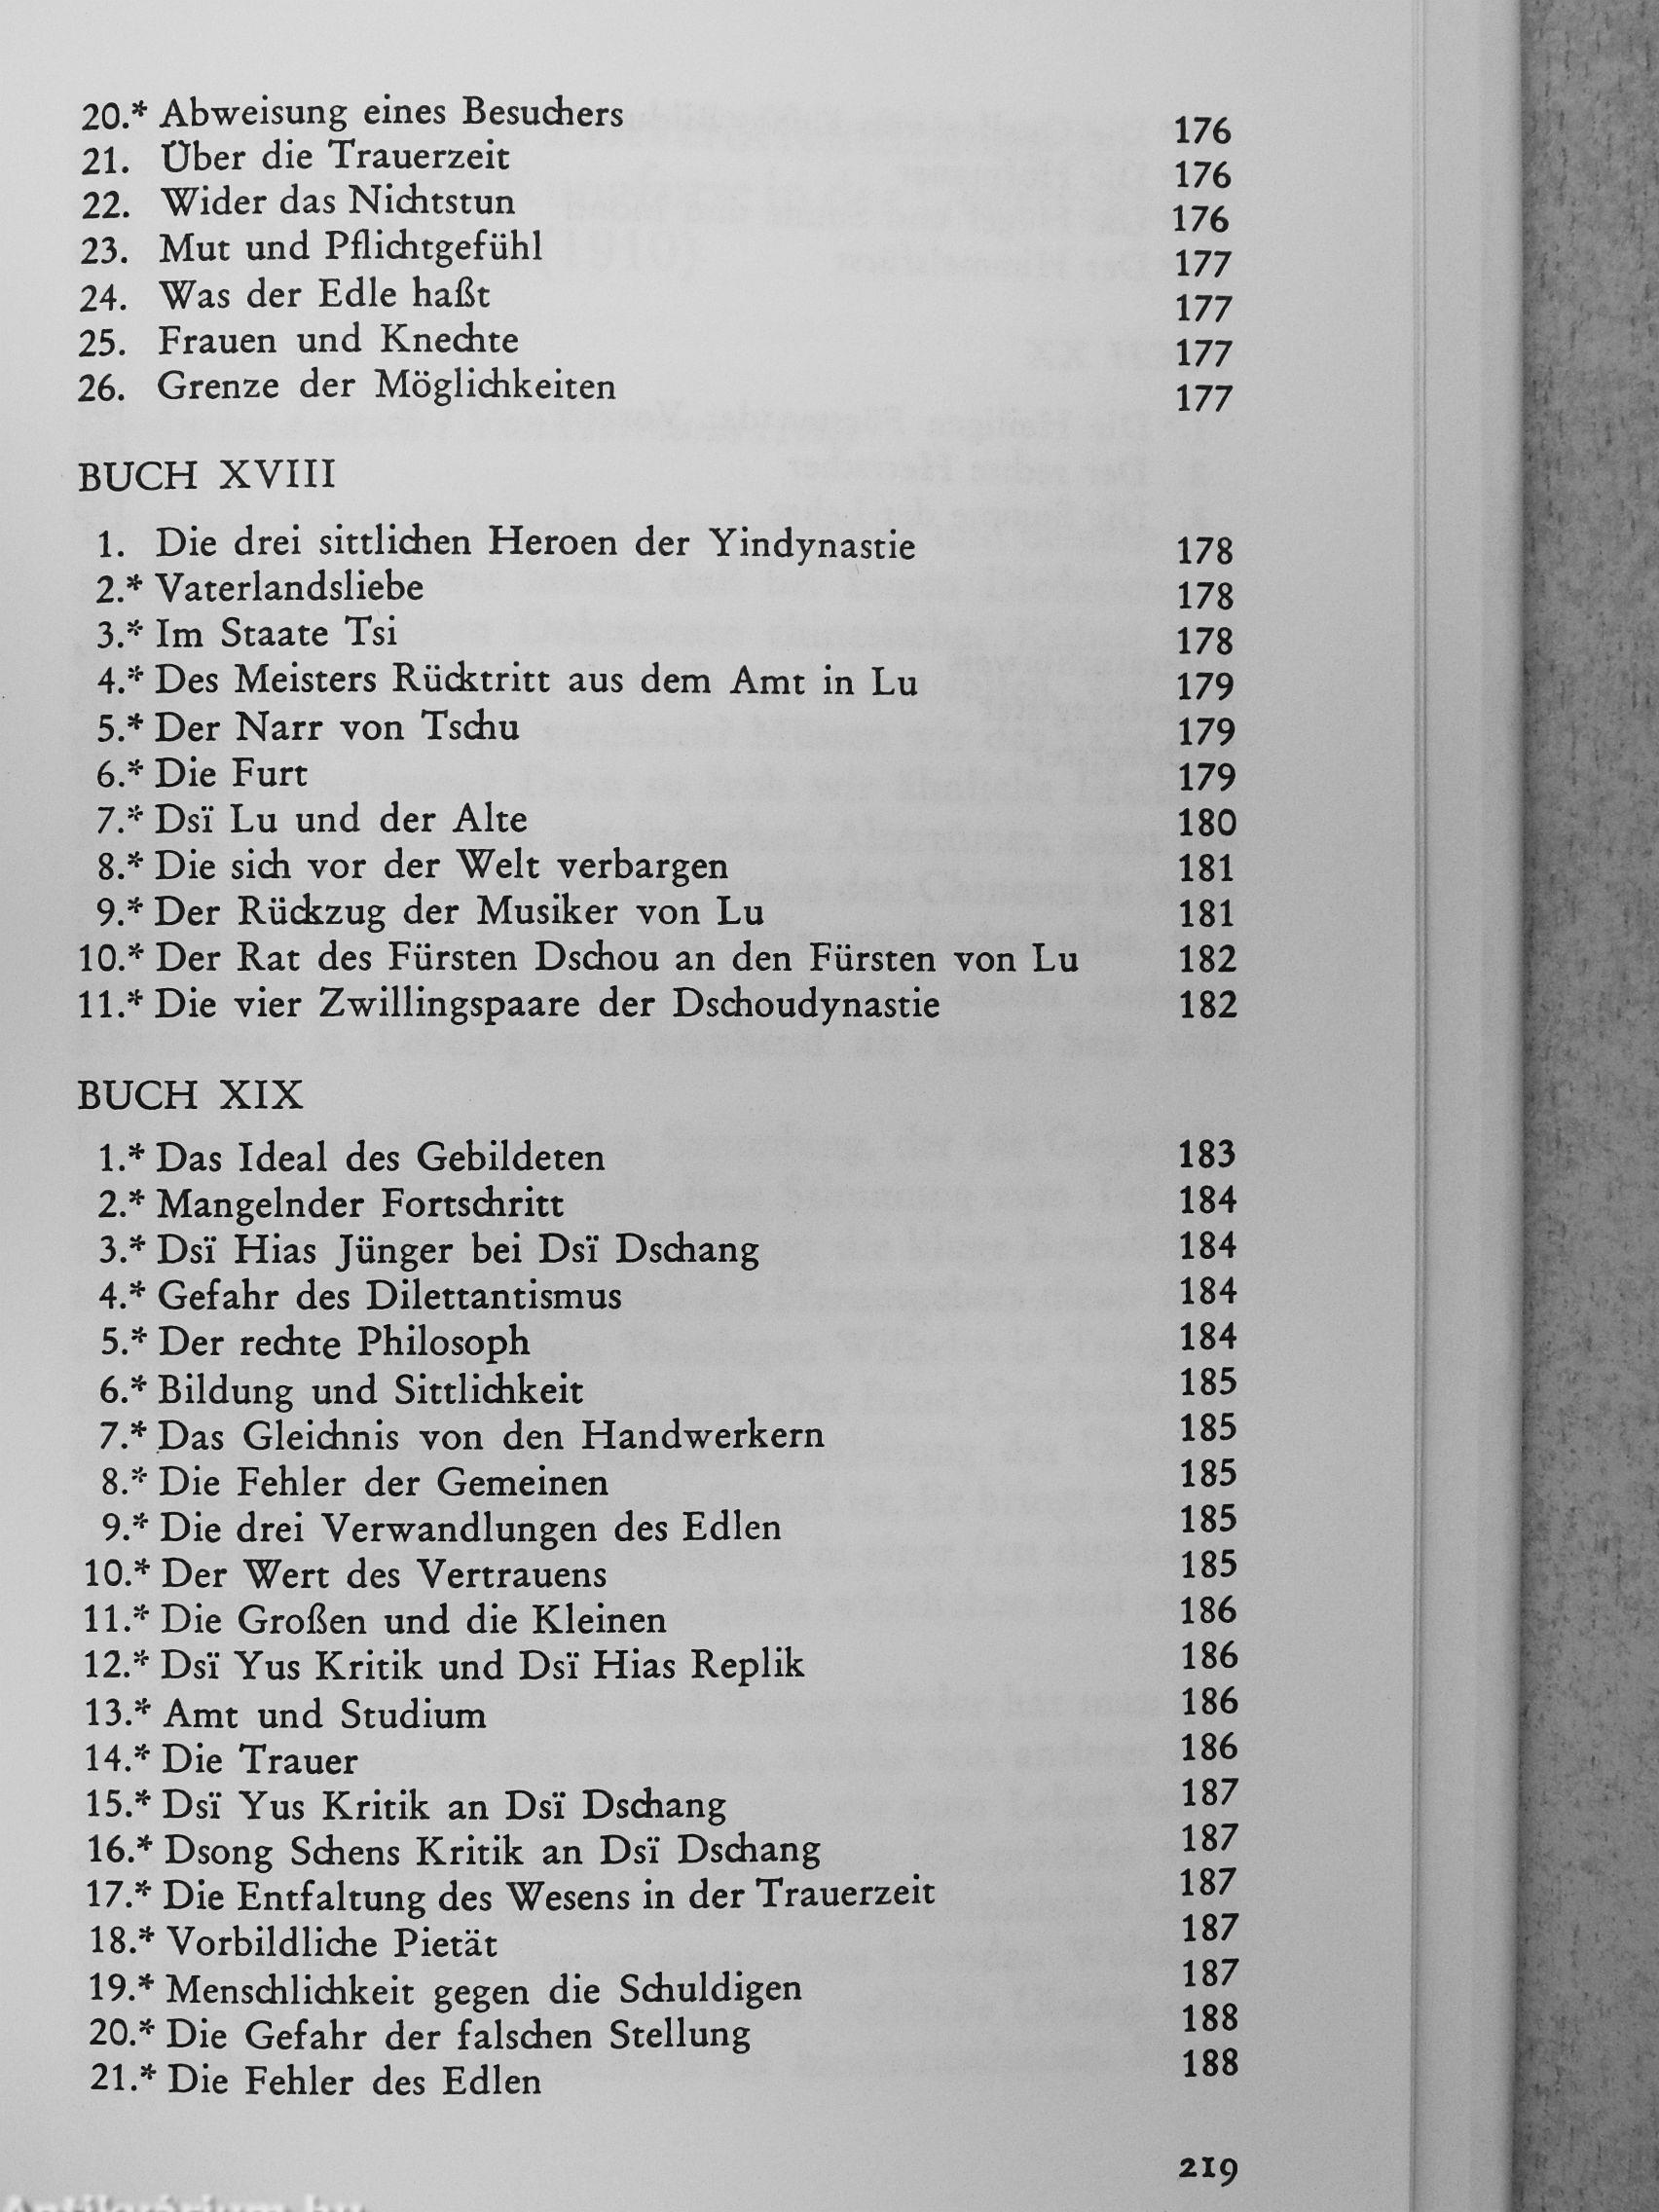 20.* Abweisung eines Besuchers 176
21. Über die Trauerzeit 176
22. Wider das Nichtstun 176
23. Mut und Pflichtgefühl 177
24. Was der Edle haßt 177
25. Frauen und Knechte 177
26. Grenze der Möglichkeiten 177
BUCH XVIII
1. Die drei sittlichen Heroen der Yindynastie 178
2.* Vaterlandsliebe 178
3.* Im Staate Tsi 178
4.* Des Meisters Rücktritt aus dem Amt in Lu 179
5.* Der Narr von Tschu 179
6.* Die Furt 179
7.* Dsï Lu und der Alte 180
8.* Die sich vor der Welt verbargen 181
9.* Der Rückzug der Musiker von Lu 181
10.* Der Rat des Fürsten Dschou an den Fürsten von Lu 182
11.* Die vier Zwillingspaare der Dschoudynastie 182
BUCH XIX
1.* Das Ideal des Gebildeten 183
2.* Mangelnder Fortschritt 184
3.* Dsï Hias Jünger bei Dsï Dschang 184
4.* Gefahr des Dilettantismus 184
5.* Der rechte Philosoph 184
6.* Bildung und Sittlichkeit 185
7.* Das Gleichnis von den Handwerkern 185
8.* Die Fehler der Gemeinen 185
9.* Die drei Verwandlungen des Edlen 185
10.* Der Wert des Vertrauens 185
11.* Die Großen und die Kleinen 186
12.* Dsï Yus Kritik und Dsï Hias Replik 186
13.* Amt und Studium 186
14.* Die Trauer 186
15.* Dsï Yus Kritik an Dsï Dschang 187
16.* Dsong Schens Kritik an Dsï Dschang 187
17.* Die Entfaltung des Wesens in der Trauerzeit 187
18.* Vorbildliche Pietät 187
19.* Menschlichkeit gegen die Schuldigen 187
20.* Die Gefahr der falschen Stellung 188
21.* Die Fehler des Edlen 188
219